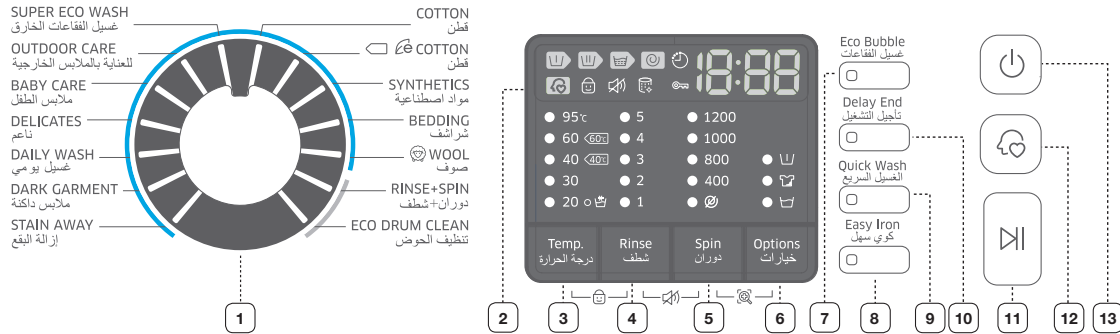 SUPER ECO WASH
غسيل الفقاعات الخارق
OUTDOOR CARE
للعناية بالملابس الخارجية
BABY CARE
ملابس الطفل
DELICATES
ناعم
DAILY WASH
غسيل يومي
DARK GARMENT
ملابس داكنة
STAIN AWAY
إزالة البقع
COTTON
قطن
e COTTON
قطن
SYNTHETICS
مواد اصطناعية
BEDDING
شراشف
WOOL
صوف
RINSE+SPIN
دوران+شطف
ECO DRUM CLEAN
تنظيف الحوض
18:88
95℃ 5 1200
60 60℃ 4 1000
40 40℃ 3 800
30 2 400
20 1
Temp. Rinse Spin Options
درجة الحرارة شطف دوران خيارات
Eco Bubble
غسيل الفقاعات
Delay End
تأجيل التشغيل
Quick Wash
الغسيل السريع
Easy Iron
كوي سهل
1 2 3 4 5 6 7 8 9 10 11 12 13